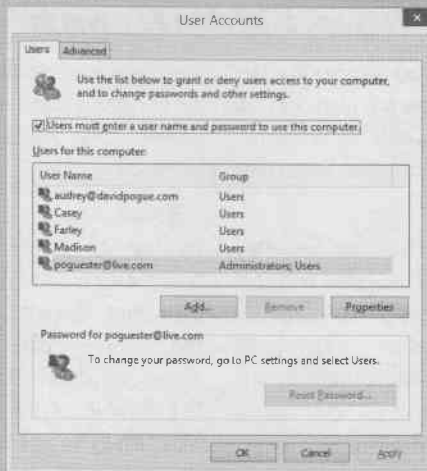 User Accounts
Users Advanced
Use the list below to grant or deny users access to your computer,
and to change passwords and other settings.
Users must enter a user name and password to use this computer.
Users for this computer:
User Name Group
audrey@davidpogue.com Users
Casey Users
Farley Users
Madison Users
poguester@live.com Administrators; Users
Add... Remove Properties
Password for poguester@live.com
To change your password, go to PC settings and select Users.
Reset Password...
OK Cancel Apply